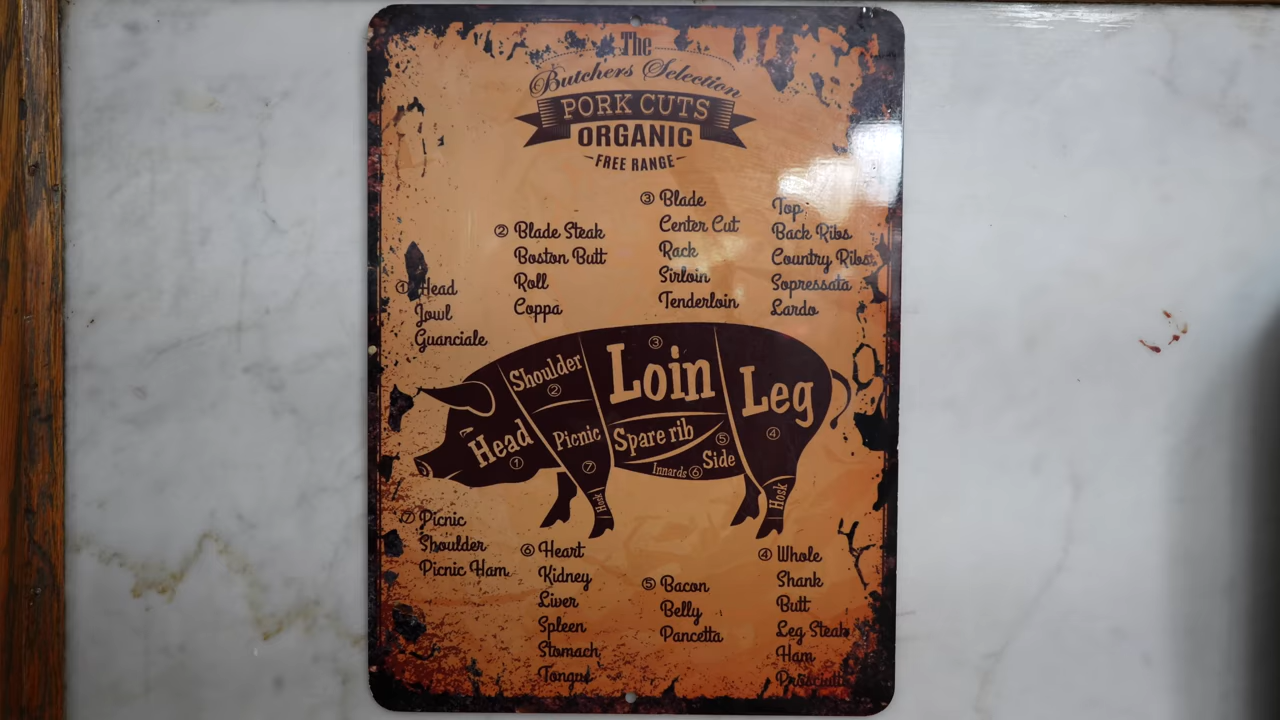 The
Butchers Selection
PORK CUTS
ORGANIC
FREE RANGE
① Head
Jowl
Guanciale
② Blade Steak
Boston Butt
Roll
Coppa
③ Blade
Center Cut
Rack
Sirloin
Tenderloin
Top
Back Ribs
Country Ribs
Sopressata
Lardo
Head
①
Shoulder
②
Picnic
⑦
Hosk
Loin
③
Spare rib
Innards ⑥
⑤
Side
Leg
④
Hosk
⑦ Picnic
Shoulder
Picnic Ham
⑥ Heart
Kidney
Liver
Spleen
Stomach
Tongue
⑤ Bacon
Belly
Pancetta
④ Whole
Shank
Butt
Leg Steak
Ham
Prosciutto